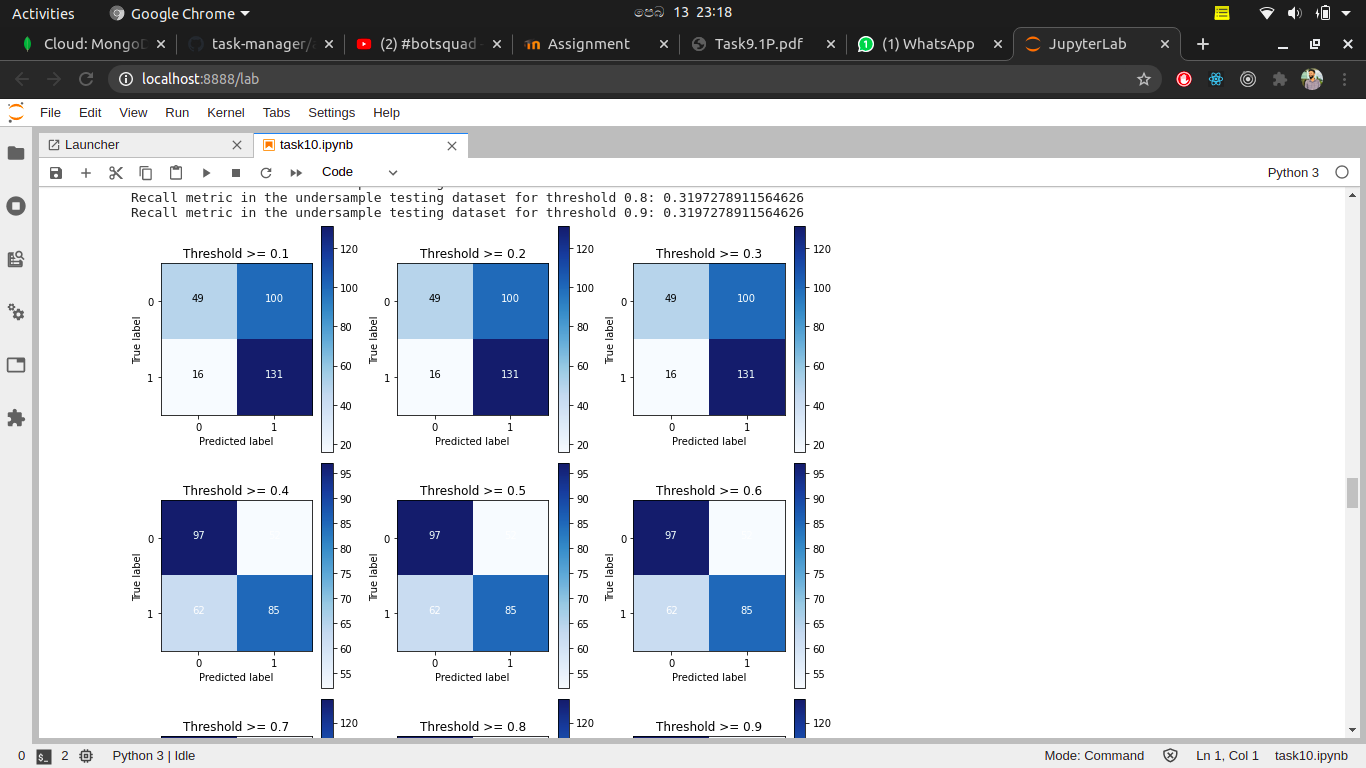 Activities
Google Chrome
පෙබ 13 23:18
Cloud: MongoD
task-manager/a
(2) #botsquad -
Assignment
Task9.1P.pdf
(1) WhatsApp
JupyterLab
localhost:8888/lab
File Edit View Run Kernel Tabs Settings Help
Launcher
task10.ipynb
Code
Python 3
Recall metric in the undersample testing dataset for threshold 0.8: 0.3197278911564626
Recall metric in the undersample testing dataset for threshold 0.9: 0.3197278911564626
Threshold >= 0.1
True label
0
1
49 100
16 131
0 1
Predicted label
120
100
80
60
40
20
Threshold >= 0.2
True label
0
1
49 100
16 131
0 1
Predicted label
120
100
80
60
40
20
Threshold >= 0.3
True label
0
1
49 100
16 131
0 1
Predicted label
120
100
80
60
40
20
Threshold >= 0.4
True label
0
1
97
62 85
0 1
Predicted label
95
90
85
80
75
70
65
60
55
Threshold >= 0.5
True label
0
1
97
62 85
0 1
Predicted label
95
90
85
80
75
70
65
60
55
Threshold >= 0.6
True label
0
1
97
62 85
0 1
Predicted label
95
90
85
80
75
70
65
60
55
Threshold >= 0.7
120
Threshold >= 0.8
120
Threshold >= 0.9
120
0
2
Python 3 | Idle
Mode: Command
Ln 1, Col 1
task10.ipynb